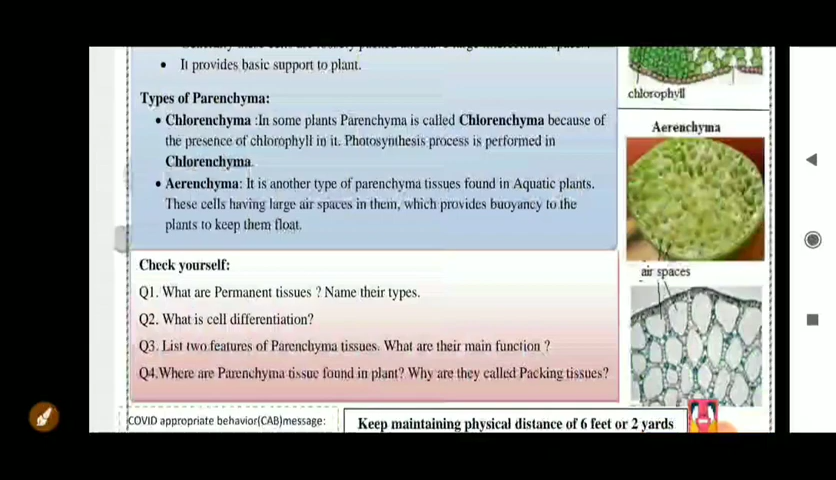 It provides basic support to plant.
chlorophyll
Types of Parenchyma:
Chlorenchyma :In some plants Parenchyma is called Chlorenchyma because of
the presence of chlorophyll in it. Photosynthesis process is performed in
Chlorenchyma.
Aerenchyma: It is another type of parenchyma tissues found in Aquatic plants.
These cells having large air spaces in them, which provides buoyancy to the
plants to keep them float.
Aerenchyma
air spaces
Check yourself:
Q1. What are Permanent tissues ? Name their types.
Q2. What is cell differentiation?
Q3. List two features of Parenchyma tissues. What are their main function ?
Q4.Where are Parenchyma tissue found in plant? Why are they called Packing tissues?
COVID appropriate behavior(CAB)message:
Keep maintaining physical distance of 6 feet or 2 yards